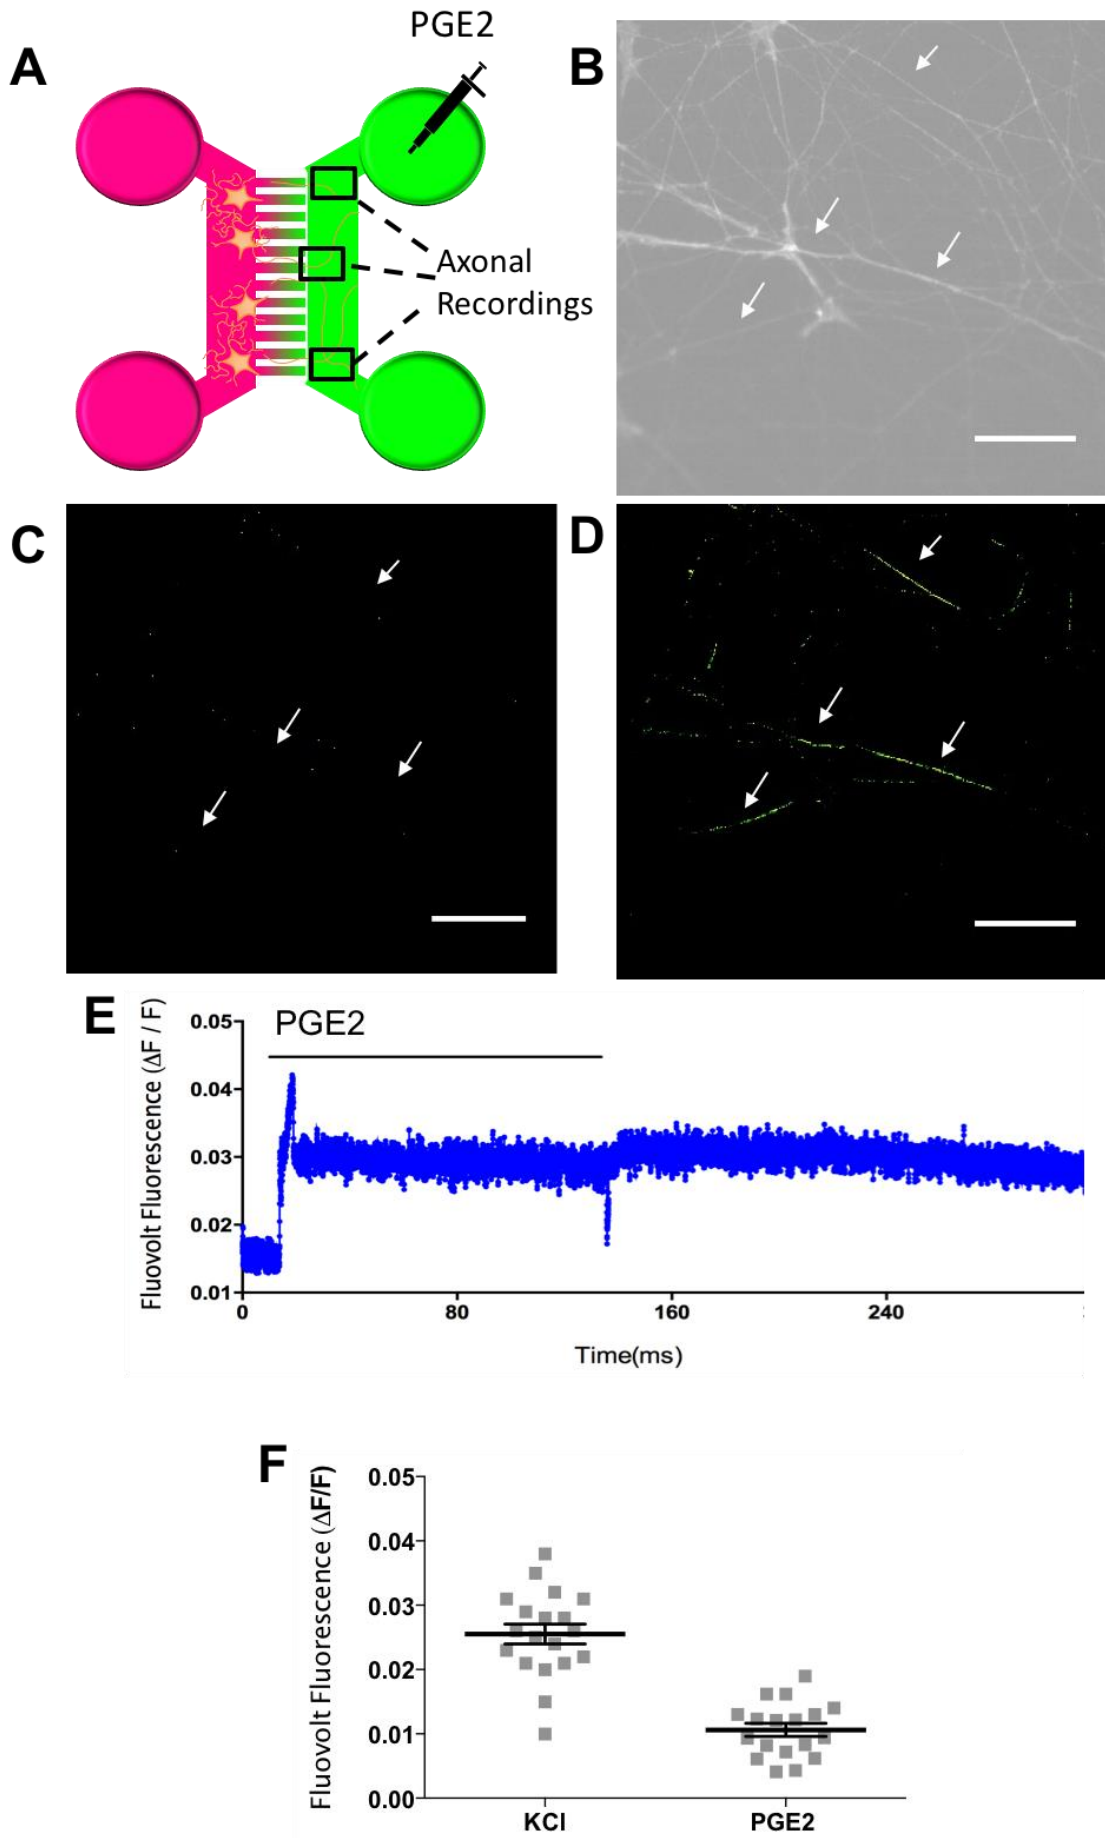 PGE2
A
B
Axonal
Recordings
C
D
E
PGE2
Fluovolt Fluorescence (ΔF / F)
0.05
0.04
0.03
0.02
0.01
0
80
160
240
Time(ms)
F
Fluovolt Fluorescence (ΔF/F)
0.05
0.04
0.03
0.02
0.01
0.00
KCl
PGE2